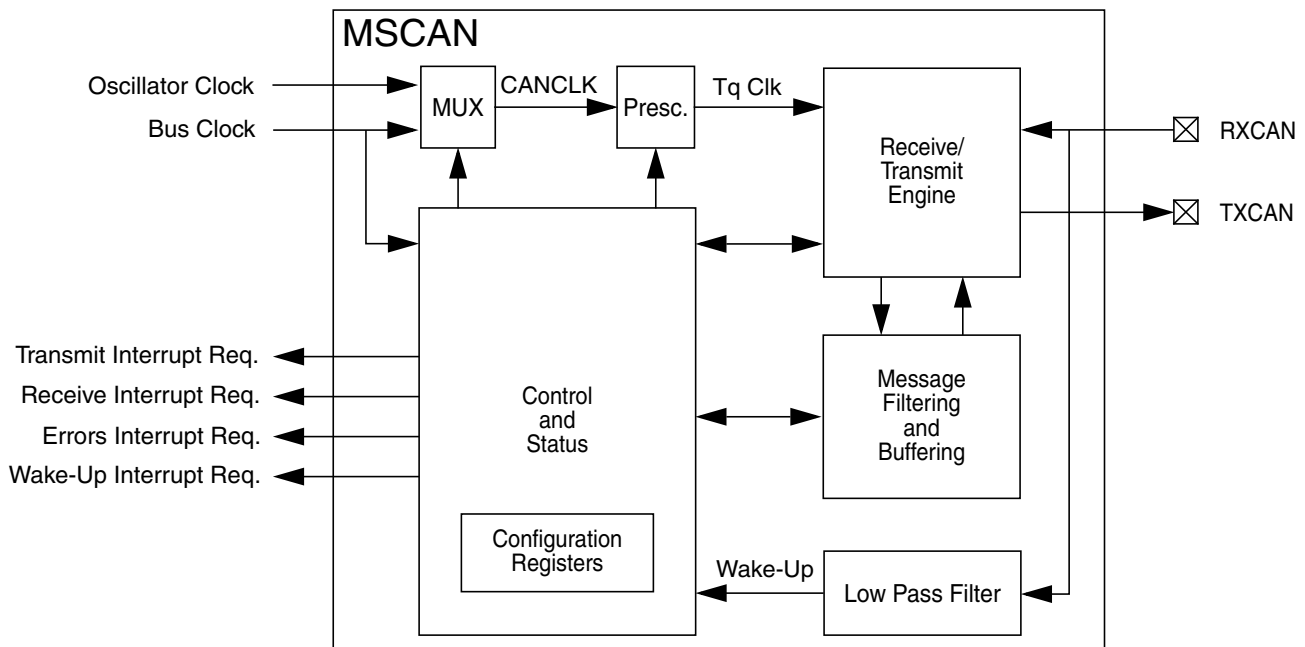 MSCAN
Oscillator Clock
Bus Clock
MUX
CANCLK
Presc.
Tq Clk
Receive/
Transmit
Engine
RXCAN
TXCAN
Transmit Interrupt Req.
Receive Interrupt Req.
Errors Interrupt Req.
Wake-Up Interrupt Req.
Control
and
Status
Message
Filtering
and
Buffering
Configuration
Registers
Wake-Up
Low Pass Filter